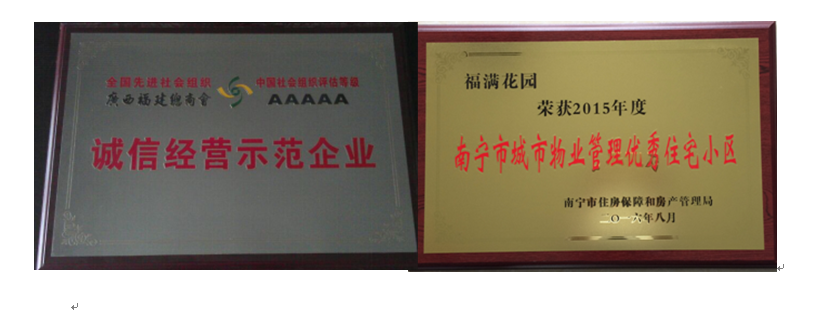 全国先进社会组织
中国社会组织评估等级
廣西福建總商會
AAAAA
诚信经营示范企业
福满花园
荣获2015年度
南宁市城市物业管理优秀住宅小区
南宁市住房保障和房产管理局
二〇一六年八月